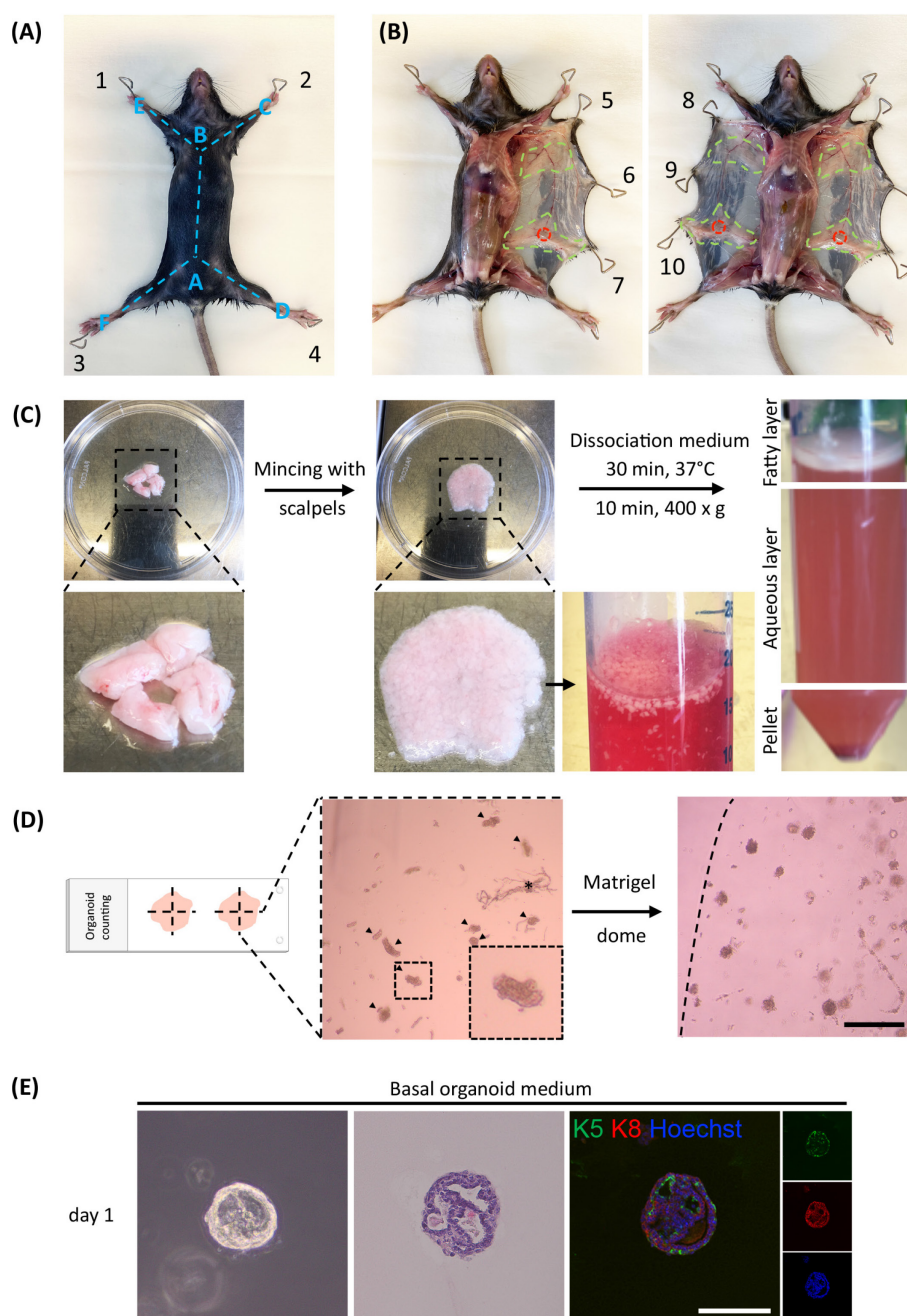 (A)
1
2
E
C
B
A
F
D
3
4
(B)
5
6
7
8
9
10
(C)
Mincing with
scalpels
Dissociation medium
30 min, 37°C
10 min, 400 x g
Fatty layer
Aqueous layer
Pellet
(D)
Organoid
counting
*
Matrigel
dome
(E)
Basal organoid medium
day 1
K5 K8 Hoechst